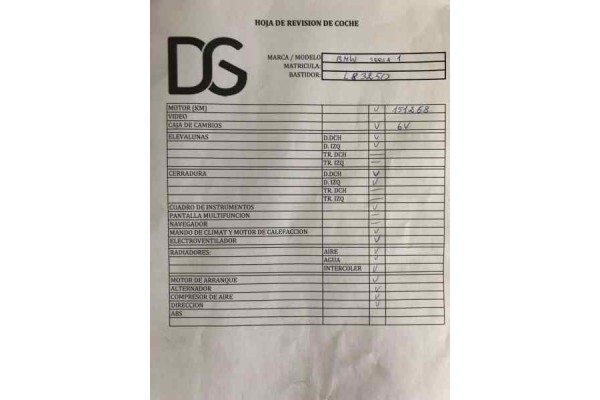 HOJA DE REVISION DE COCHE
DS
MARCA / MODELO BMW SERIA 1
MATRICULA:
BASTIDOR:
MOTOR (KM) ✓ 151268
VIDEO
CAJA DE CAMBIOS ✓ 6V
ELEVALUNAS D.DCH ✓
D. IZQ ✓
TR. DCH —
TR. IZQ —
CERRADURA D.DCH ✓
D. IZQ ✓
TR. DCH —
TR. IZQ —
CUADRO DE INSTRUMENTOS ✓
PANTALLA MULTIFUNCION —
NAVEGADOR —
MANDO DE CLIMAT Y MOTOR DE CALEFACCION ✓
ELECTROVENTILADOR ✓
RADIADORES: AIRE ✓
AGUA ✓
INTERCOLER ✓
MOTOR DE ARRANQUE ✓
ALTERNADOR ✓
COMPRESOR DE AIRE ✓
DIRECCION ✓
ABS